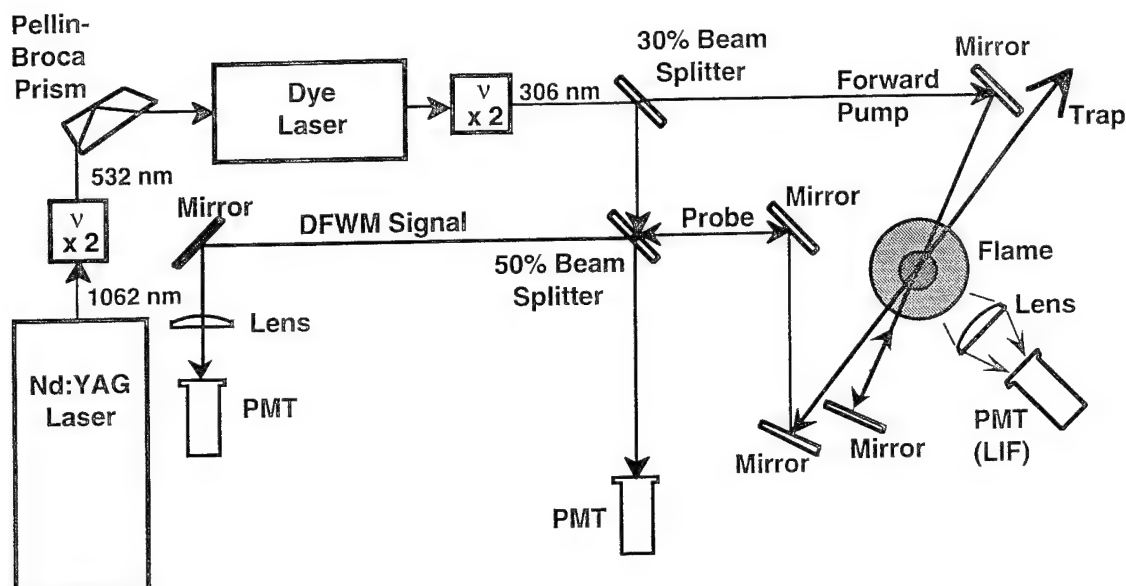 Pellin-
Broca
Prism
Dye
Laser
ν
x 2
306 nm
30% Beam
Splitter
Forward
Pump
Mirror
Trap
532 nm
ν
x 2
1062 nm
Nd:YAG
Laser
Mirror
DFWM Signal
50% Beam
Splitter
Probe
Mirror
Flame
Lens
PMT
(LIF)
Lens
PMT
Mirror
Mirror
PMT